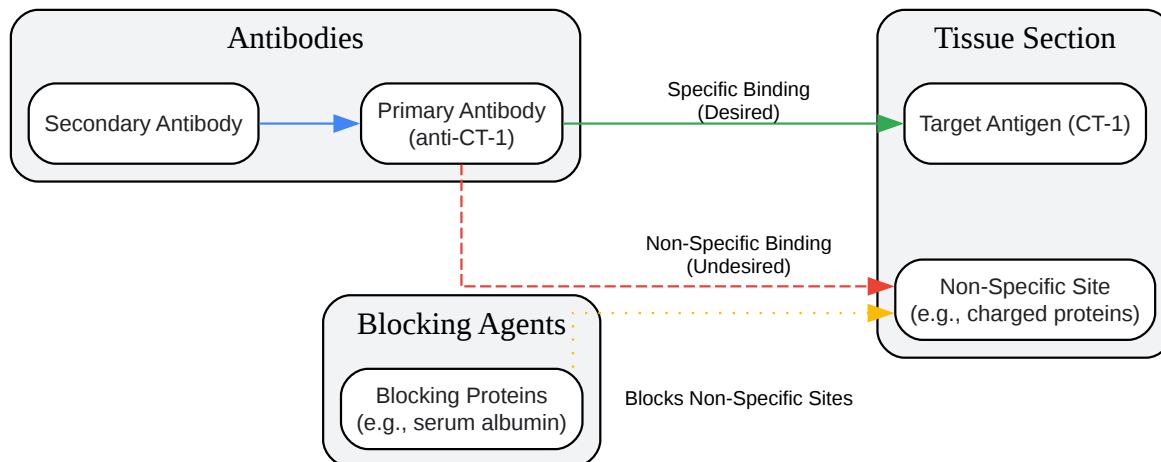 Antibodies
Tissue Section
Secondary Antibody
Primary Antibody
(anti-CT-1)
Specific Binding
(Desired)
Target Antigen (CT-1)
Non-Specific Binding
(Undesired)
Non-Specific Site
(e.g., charged proteins)
Blocking Agents
Blocking Proteins
(e.g., serum albumin)
Blocks Non-Specific Sites